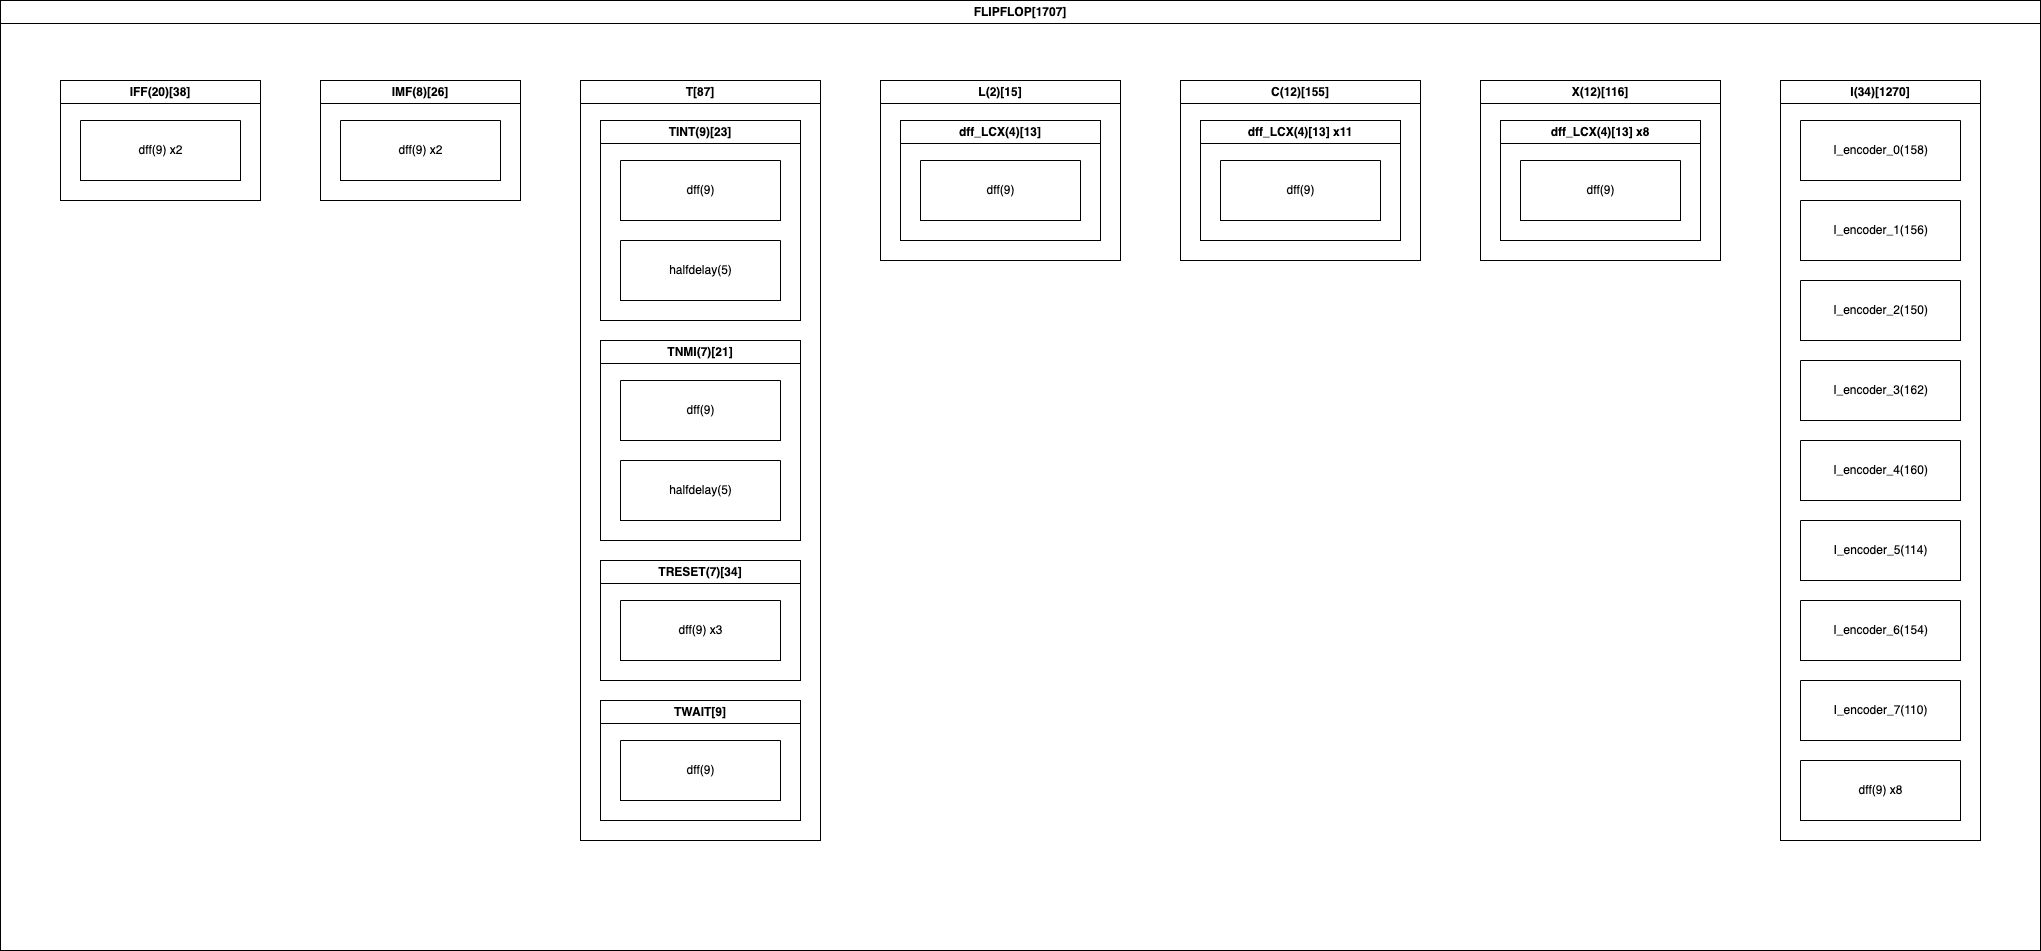 FLIPFLOP[1707]
IFF(20)[38]
dff(9) x2
IMF(8)[26]
dff(9) x2
T[87]
TINT(9)[23]
dff(9)
halfdelay(5)
TNMI(7)[21]
dff(9)
halfdelay(5)
TRESET(7)[34]
dff(9) x3
TWAIT[9]
dff(9)
L(2)[15]
dff_LCX(4)[13]
dff(9)
C(12)[155]
dff_LCX(4)[13] x11
dff(9)
X(12)[116]
dff_LCX(4)[13] x8
dff(9)
I(34)[1270]
I_encoder_0(158)
I_encoder_1(156)
I_encoder_2(150)
I_encoder_3(162)
I_encoder_4(160)
I_encoder_5(114)
I_encoder_6(154)
I_encoder_7(110)
dff(9) x8